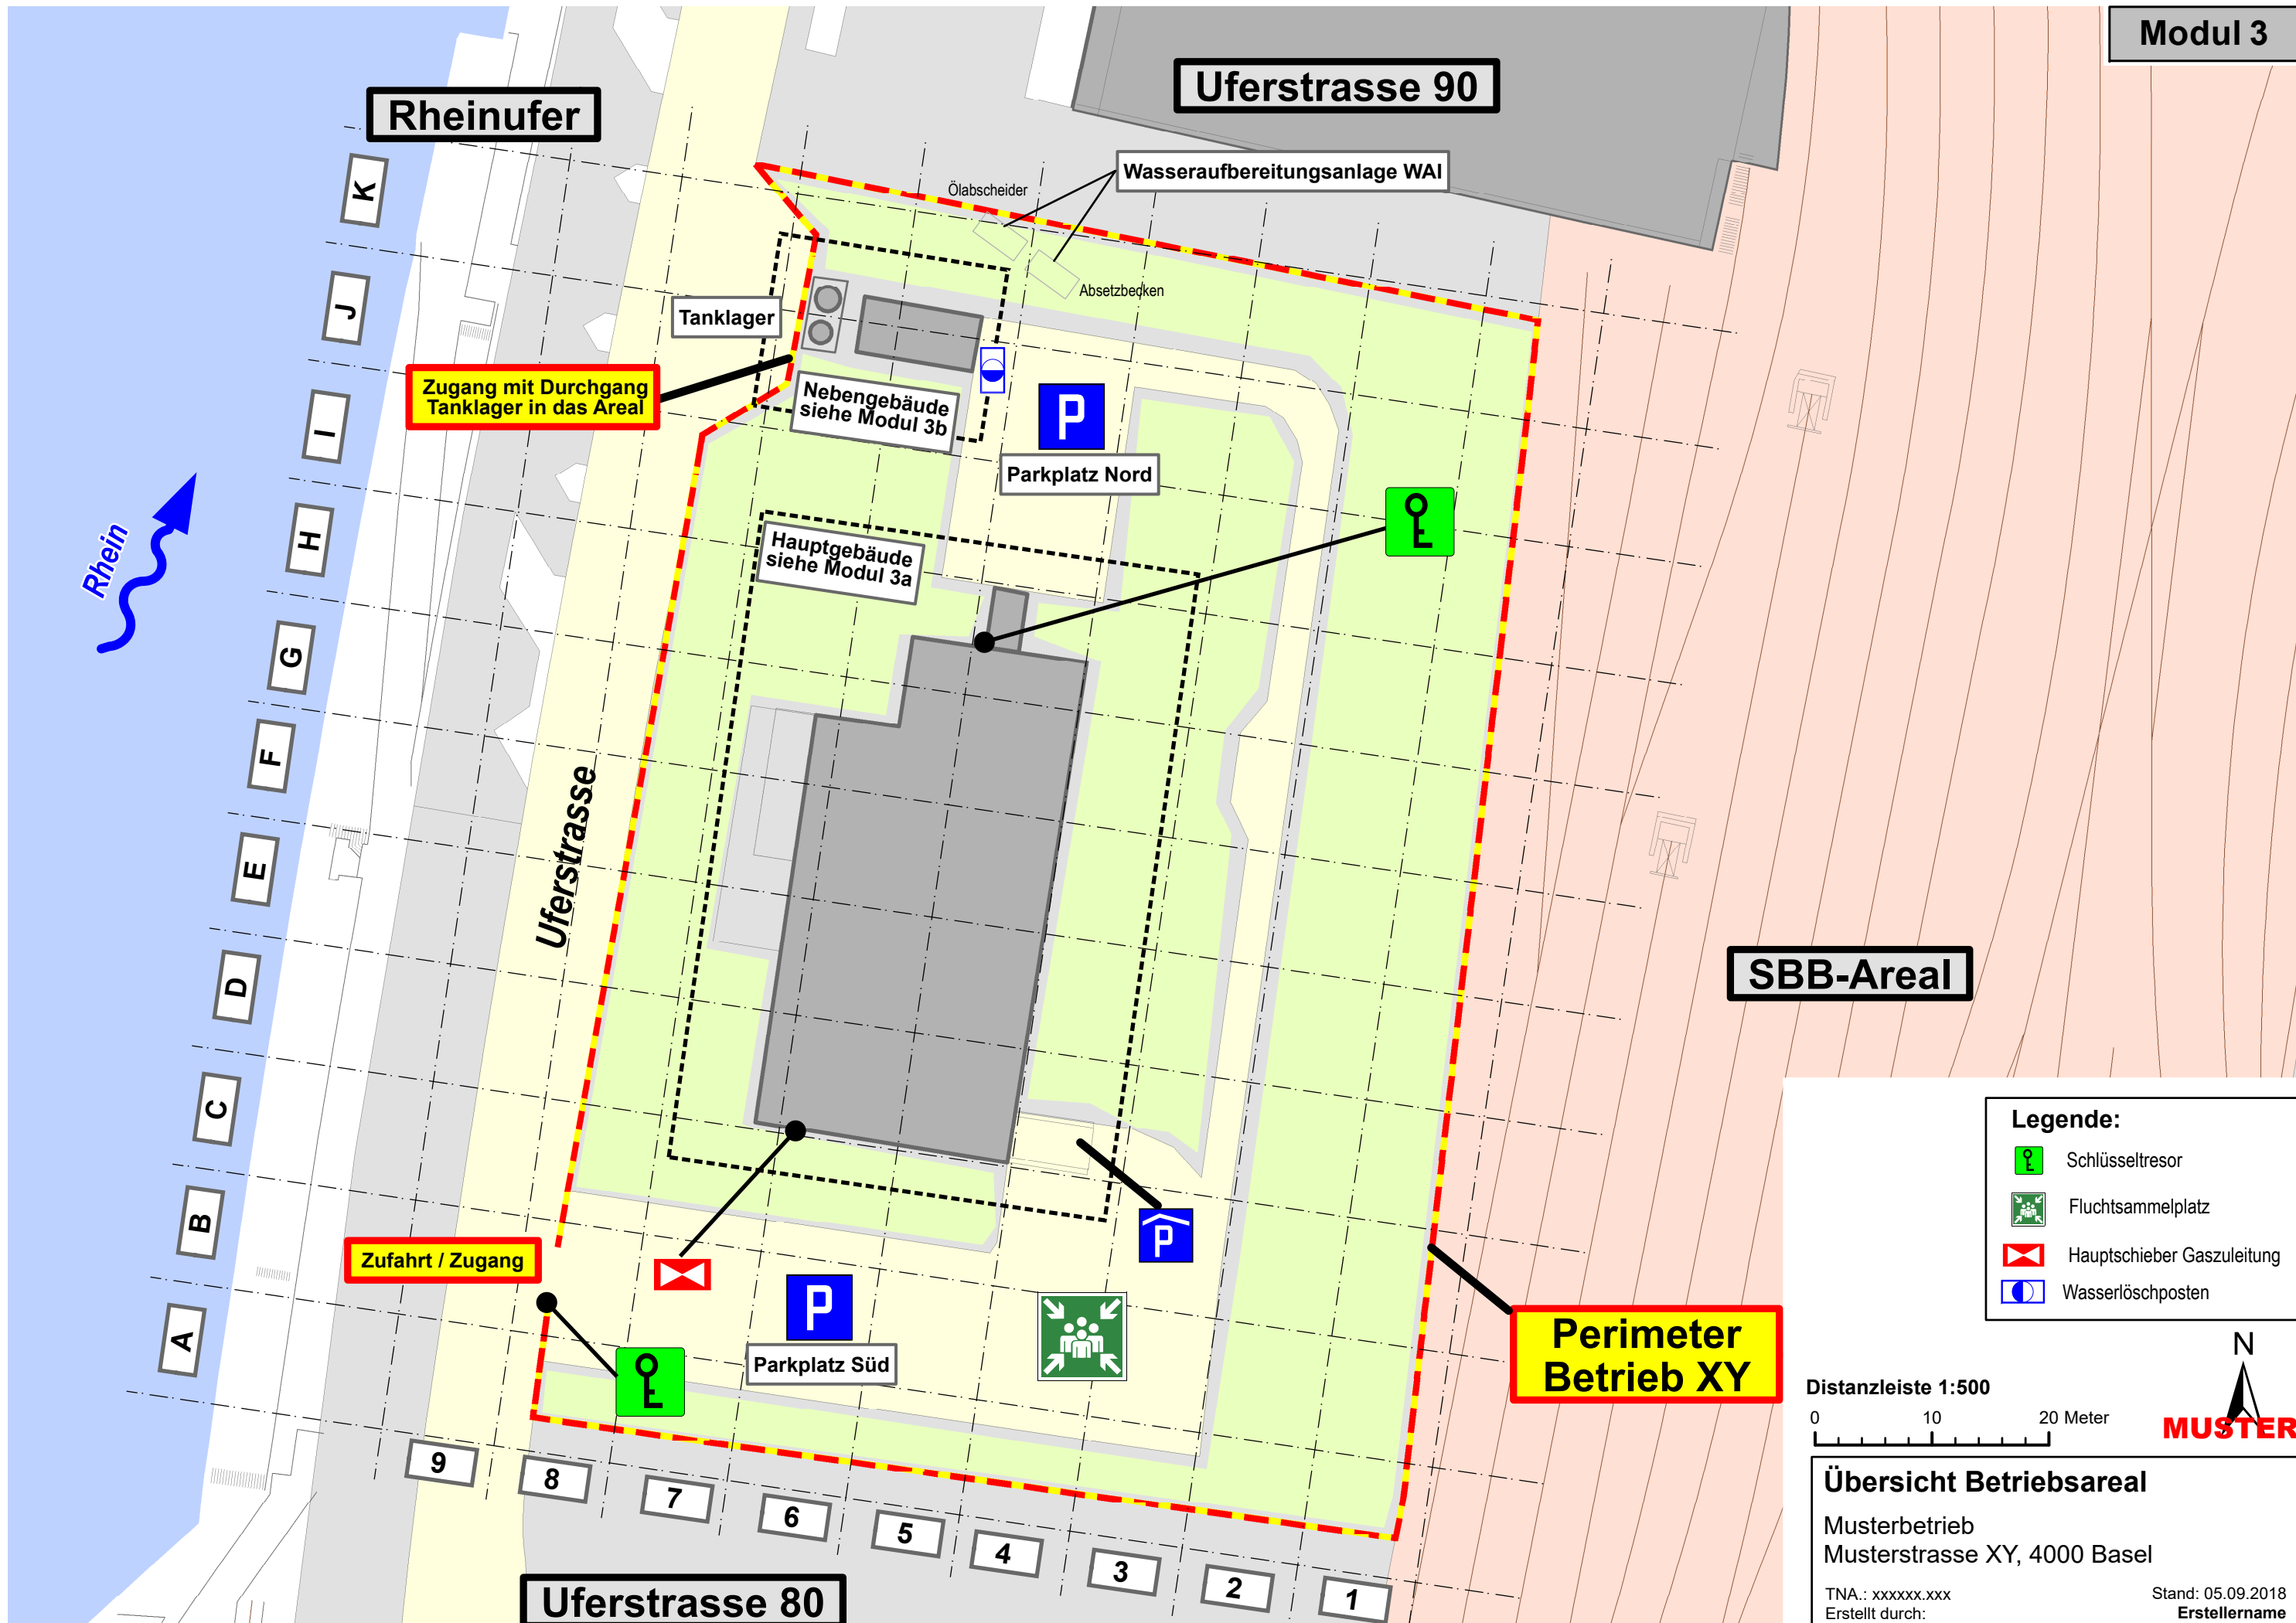 Modul 3
Uferstrasse 90
Rheinufer
Wasseraufbereitungsanlage WAI
Ölabscheider
Absetzbecken
Tanklager
Zugang mit Durchgang
Tanklager in das Areal
Nebengebäude
siehe Modul 3b
P
Parkplatz Nord
Hauptgebäude
siehe Modul 3a
Rhein
K
J
I
H
G
F
E
D
C
B
A
Uferstrasse
SBB-Areal
Zufahrt / Zugang
P
Parkplatz Süd
P
Perimeter
Betrieb XY
9
8
7
6
5
4
3
2
1
Uferstrasse 80
Legende:
Schlüsseltresor
Fluchtsammelplatz
Hauptschieber Gaszuleitung
Wasserlöschposten
N
Distanzleiste 1:500
0 10 20 Meter
MUSTER
Übersicht Betriebsareal
Musterbetrieb
Musterstrasse XY, 4000 Basel
TNA.: xxxxxx.xxx Stand: 05.09.2018
Erstellt durch: Erstellername